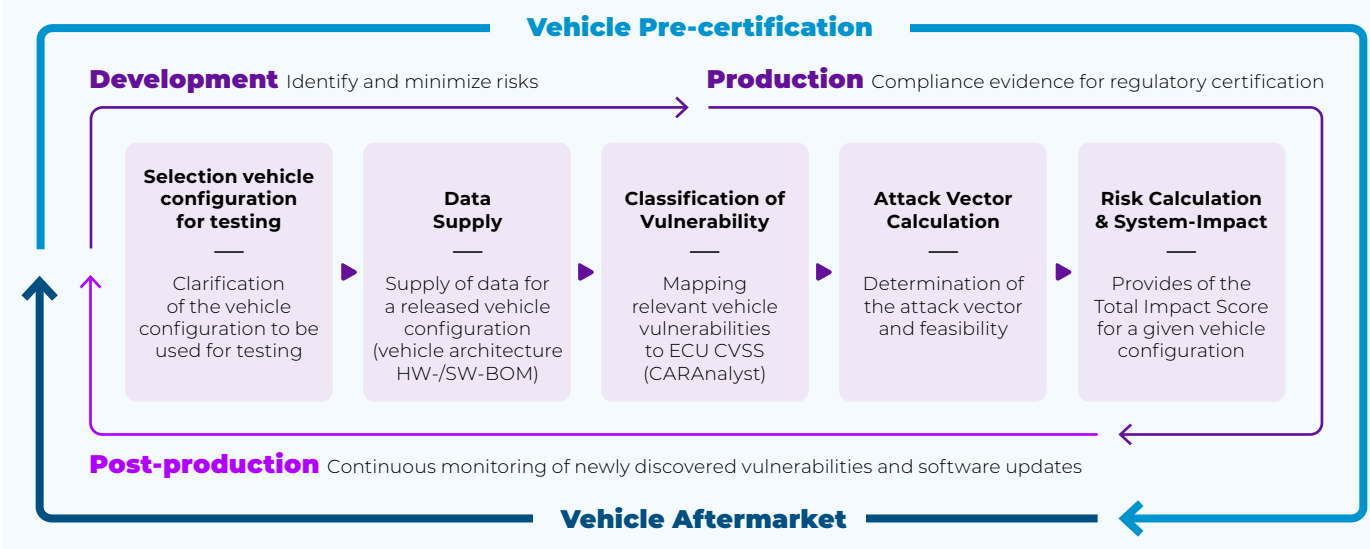 Vehicle Pre-certification
Development Identify and minimize risks
Production Compliance evidence for regulatory certification
Selection vehicle
configuration
for testing
Clarification
of the vehicle
configuration to be
used for testing
Data
Supply
Supply of data for
a released vehicle
configuration
(vehicle architecture
HW-/SW-BOM)
Classification of
Vulnerability
Mapping
relevant vehicle
vulnerabilities
to ECU CVSS
(CARAnalyst)
Attack Vector
Calculation
Determination of
the attack vector
and feasibility
Risk Calculation
& System-Impact
Provides of the
Total Impact Score
for a given vehicle
configuration
Post-production Continuous monitoring of newly discovered vulnerabilities and software updates
Vehicle Aftermarket